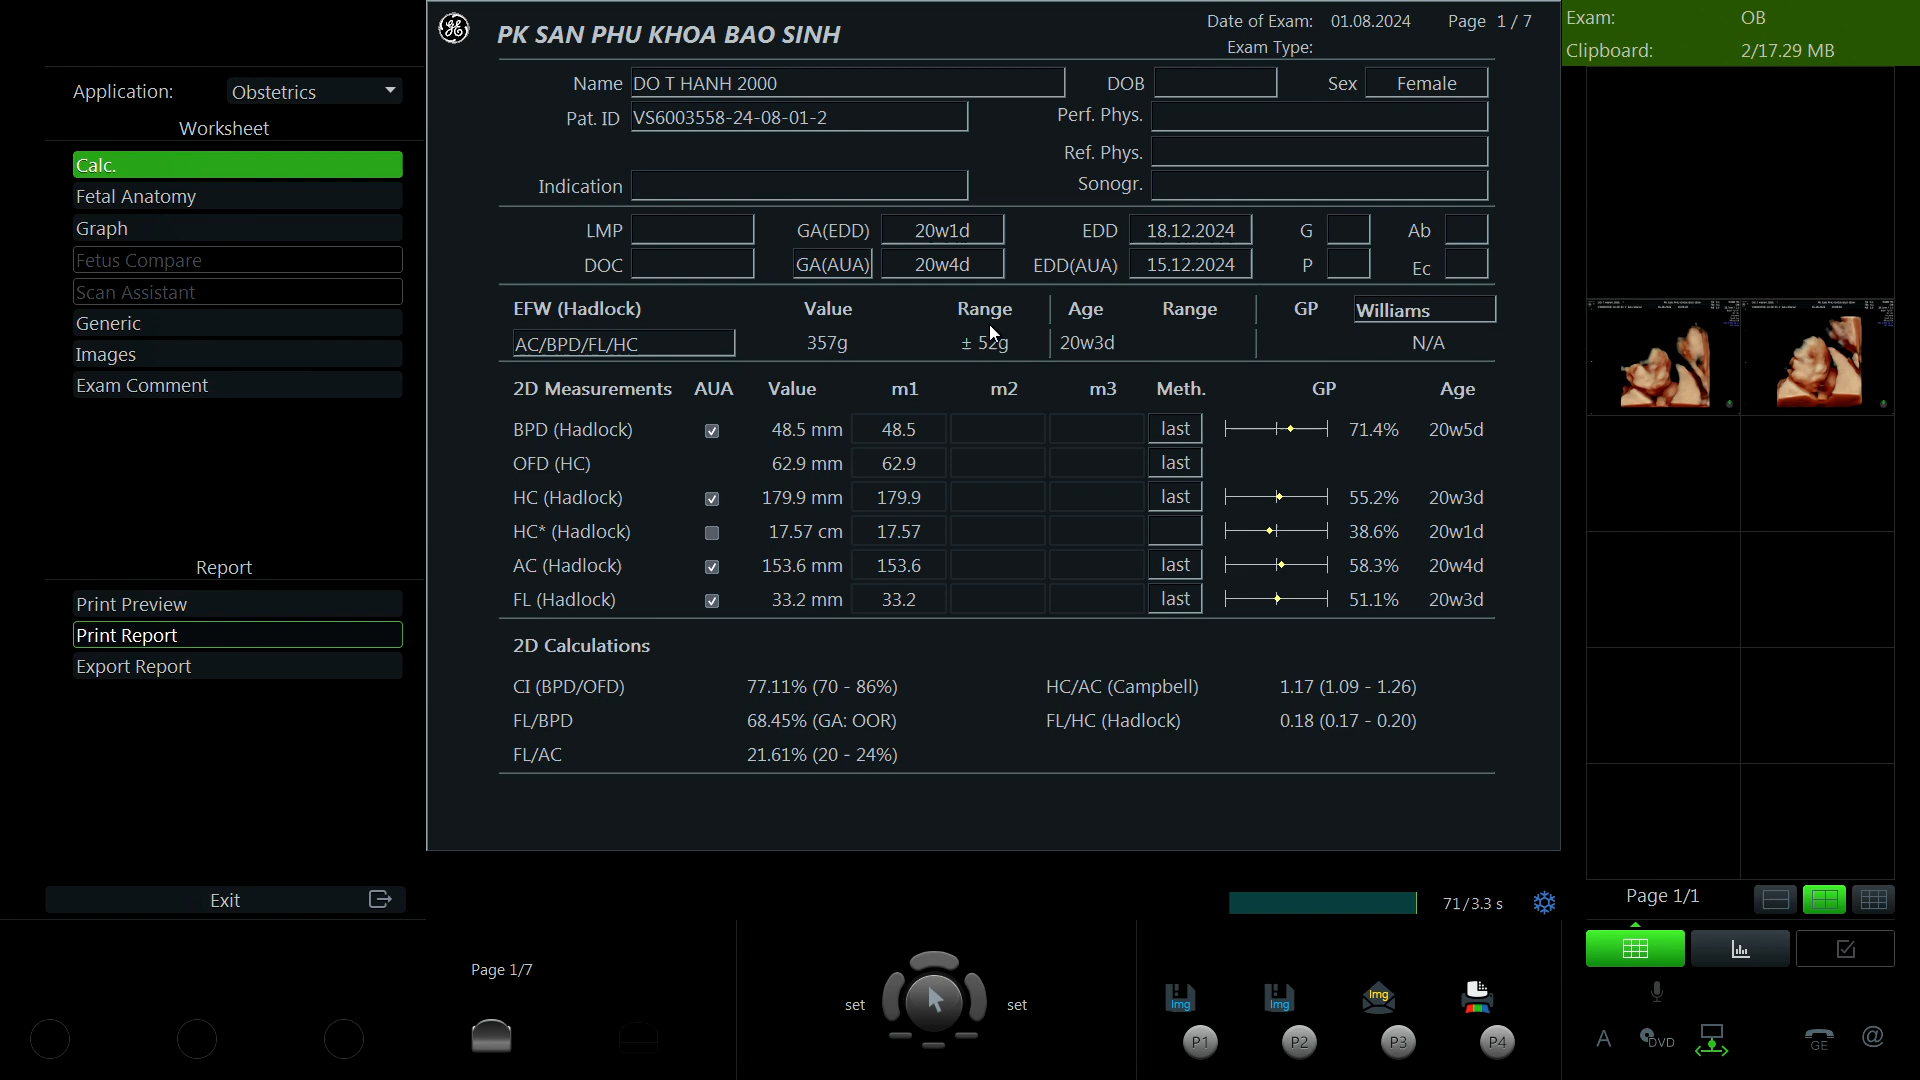 PK SAN PHU KHOA BAO SINH
Date of Exam: 01.08.2024 Page 1 / 7
Exam Type:
Exam: OB
Clipboard: 2/17.29 MB
Application: Obstetrics
Worksheet
Calc.
Fetal Anatomy
Graph
Fetus Compare
Scan Assistant
Generic
Images
Exam Comment
Report
Print Preview
Print Report
Export Report
Exit
Name DO T HANH 2000 DOB Sex Female
Pat. ID VS6003558-24-08-01-2 Perf. Phys.
Ref. Phys.
Indication Sonogr.
LMP GA(EDD) 20w1d EDD 18.12.2024 G Ab
DOC GA(AUA) 20w4d EDD(AUA) 15.12.2024 P Ec
EFW (Hadlock) Value Range Age Range GP Williams
AC/BPD/FL/HC 357g ± 52g 20w3d N/A
2D Measurements AUA Value m1 m2 m3 Meth. GP Age
BPD (Hadlock) 48.5 mm 48.5 last 71.4% 20w5d
OFD (HC) 62.9 mm 62.9 last
HC (Hadlock) 179.9 mm 179.9 last 55.2% 20w3d
HC* (Hadlock) 17.57 cm 17.57 38.6% 20w1d
AC (Hadlock) 153.6 mm 153.6 last 58.3% 20w4d
FL (Hadlock) 33.2 mm 33.2 last 51.1% 20w3d
2D Calculations
CI (BPD/OFD) 77.11% (70 - 86%) HC/AC (Campbell) 1.17 (1.09 - 1.26)
FL/BPD 68.45% (GA: OOR) FL/HC (Hadlock) 0.18 (0.17 - 0.20)
FL/AC 21.61% (20 - 24%)
71/3.3 s
Page 1/1
Page 1/7
set set
Img Img Img
P1 P2 P3 P4
A DVD GE @